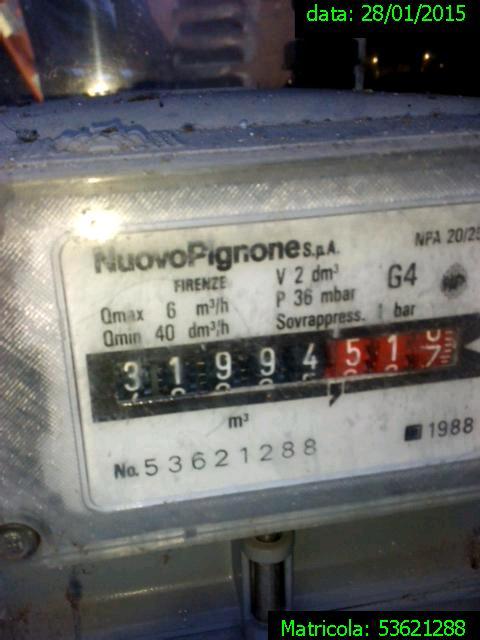 data: 28/01/2015
NuovoPignone S.p.A.
NPA 20/25
FIRENZE
V 2 dm³
G4
Qmax 6 m³/h
P 36 mbar
Qmin 40 dm³/h
Sovrappress. 1 bar
3 1 9 9 4 , 5 1 7
m³
1988
No. 53621288
Matricola: 53621288